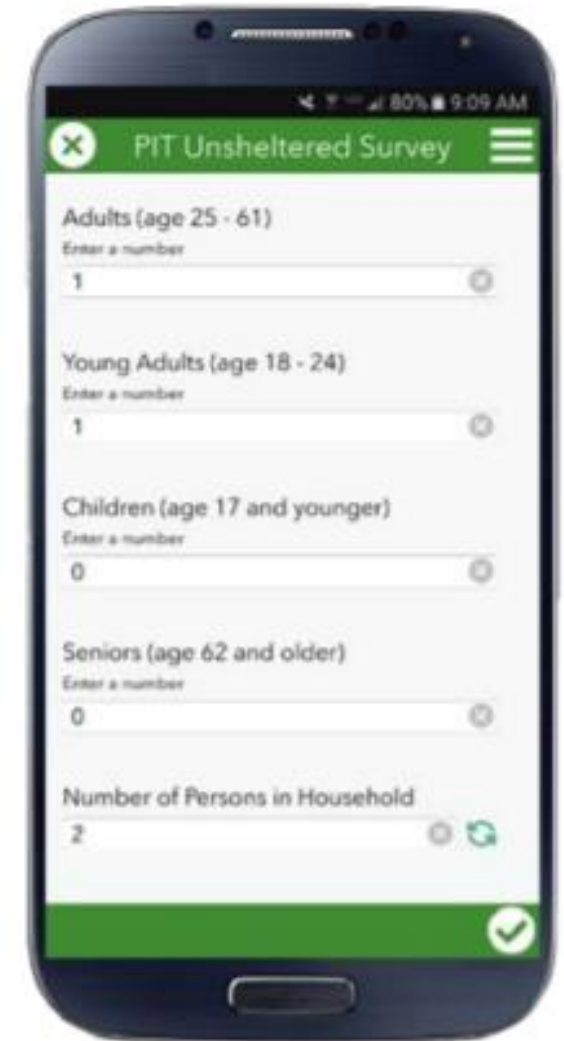 80% 9:09 AM
PIT Unsheltered Survey
Adults (age 25 - 61)
Enter a number
1
Young Adults (age 18 - 24)
Enter a number
1
Children (age 17 and younger)
Enter a number
0
Seniors (age 62 and older)
Enter a number
0
Number of Persons in Household
2